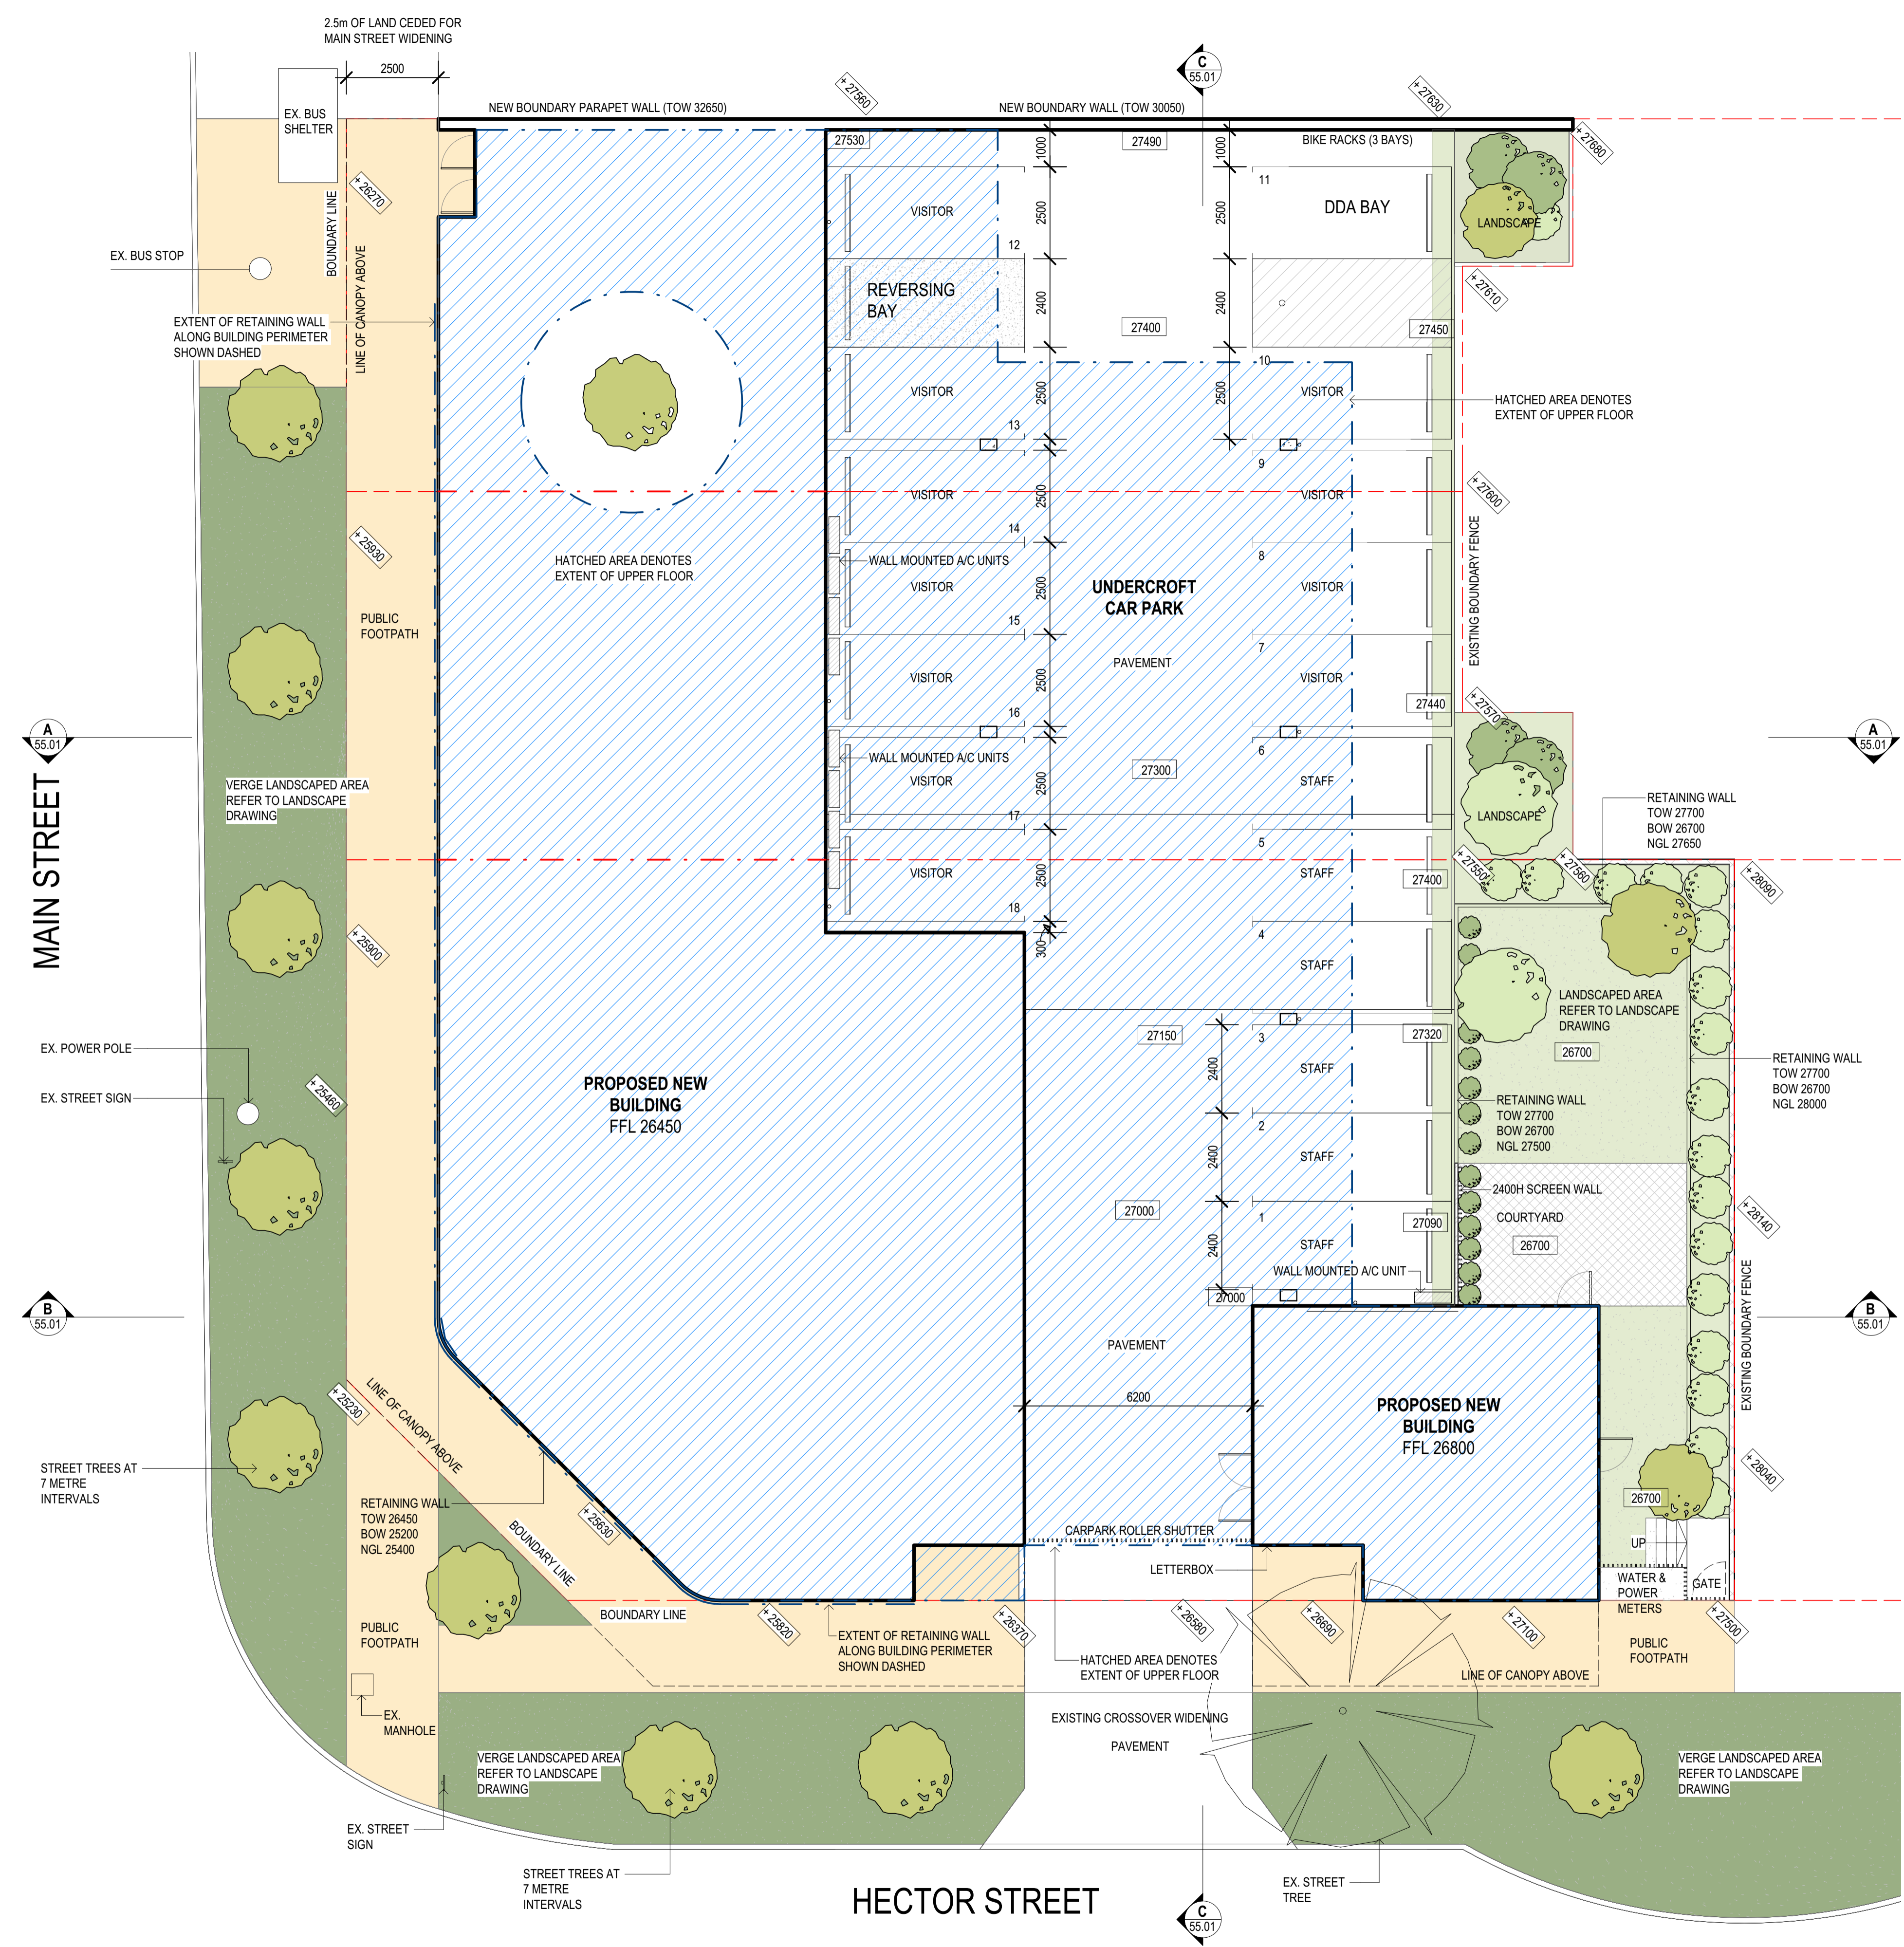 2.5m OF LAND CEDED FOR
MAIN STREET WIDENING
2500
C
55.01
EX. BUS
SHELTER
NEW BOUNDARY PARAPET WALL (TOW 32650)
+ 27560
NEW BOUNDARY WALL (TOW 30050)
+ 27630
27530
1000
27490
1000
BIKE RACKS (3 BAYS)
+ 27680
+ 26270
BOUNDARY LINE
LINE OF CANOPY ABOVE
EX. BUS STOP
VISITOR
12
2500
2500
11
DDA BAY
LANDSCAPE
EXTENT OF RETAINING WALL
ALONG BUILDING PERIMETER
SHOWN DASHED
REVERSING
BAY
2400
27400
2400
27450
+ 27610
VISITOR
13
2500
2500
10
VISITOR
HATCHED AREA DENOTES
EXTENT OF UPPER FLOOR
VISITOR
14
2500
9
VISITOR
+ 27600
EXISTING BOUNDARY FENCE
+ 25930
HATCHED AREA DENOTES
EXTENT OF UPPER FLOOR
WALL MOUNTED A/C UNITS
VISITOR
15
2500
UNDERCROFT
CAR PARK
8
VISITOR
PUBLIC
FOOTPATH
VISITOR
16
2500
PAVEMENT
7
VISITOR
27440
+ 27570
A
55.01
A
55.01
MAIN STREET
VERGE LANDSCAPED AREA
REFER TO LANDSCAPE
DRAWING
WALL MOUNTED A/C UNITS
VISITOR
17
2500
27300
6
STAFF
LANDSCAPE
RETAINING WALL
TOW 27700
BOW 26700
NGL 27650
VISITOR
18
2500
5
STAFF
27400
+ 27550
+ 27560
+ 28090
+ 25900
300
4
STAFF
LANDSCAPED AREA
REFER TO LANDSCAPE
DRAWING
26700
EX. POWER POLE
27150
3
STAFF
27320
2400
RETAINING WALL
TOW 27700
BOW 26700
NGL 28000
EX. STREET SIGN
+ 25460
PROPOSED NEW
BUILDING
FFL 26450
RETAINING WALL
TOW 27700
BOW 26700
NGL 27500
2400
2
STAFF
2400H SCREEN WALL
27000
2400
1
STAFF
27090
COURTYARD
26700
+ 28140
WALL MOUNTED A/C UNIT
27000
EXISTING BOUNDARY FENCE
B
55.01
B
55.01
PAVEMENT
6200
PROPOSED NEW
BUILDING
FFL 26800
+ 25230
LINE OF CANOPY ABOVE
STREET TREES AT
7 METRE
INTERVALS
+ 28040
RETAINING WALL
TOW 26450
BOW 25200
NGL 25400
+ 25630
BOUNDARY LINE
26700
CARPARK ROLLER SHUTTER
UP
LETTERBOX
WATER &
POWER
METERS
GATE
BOUNDARY LINE
+ 25820
+ 26370
+ 26580
+ 26690
+ 27100
+ 27500
PUBLIC
FOOTPATH
EXTENT OF RETAINING WALL
ALONG BUILDING PERIMETER
SHOWN DASHED
HATCHED AREA DENOTES
EXTENT OF UPPER FLOOR
LINE OF CANOPY ABOVE
PUBLIC
FOOTPATH
EX.
MANHOLE
EXISTING CROSSOVER WIDENING
PAVEMENT
VERGE LANDSCAPED AREA
REFER TO LANDSCAPE
DRAWING
VERGE LANDSCAPED AREA
REFER TO LANDSCAPE
DRAWING
EX. STREET
SIGN
STREET TREES AT
7 METRE
INTERVALS
HECTOR STREET
EX. STREET
TREE
C
55.01